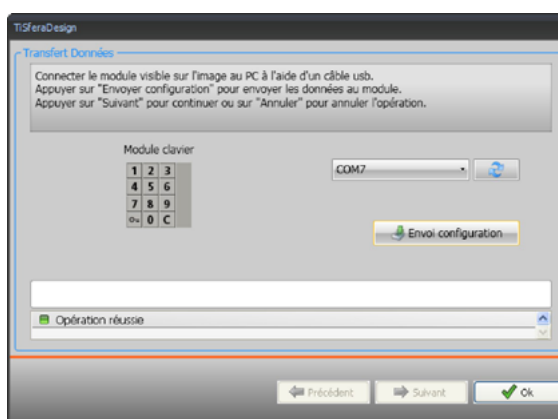 TiSferaDesign
Transfert Données
Connecter le module visible sur l'image au PC à l'aide d'un câble usb.
Appuyer sur "Envoyer configuration" pour envoyer les données au module.
Appuyer sur "Suivant" pour continuer ou sur "Annuler" pour annuler l'opération.
Module clavier
1 2 3
4 5 6
7 8 9
0 C
COM7
Envoi configuration
Opération réussie
Précédent
Suivant
Ok